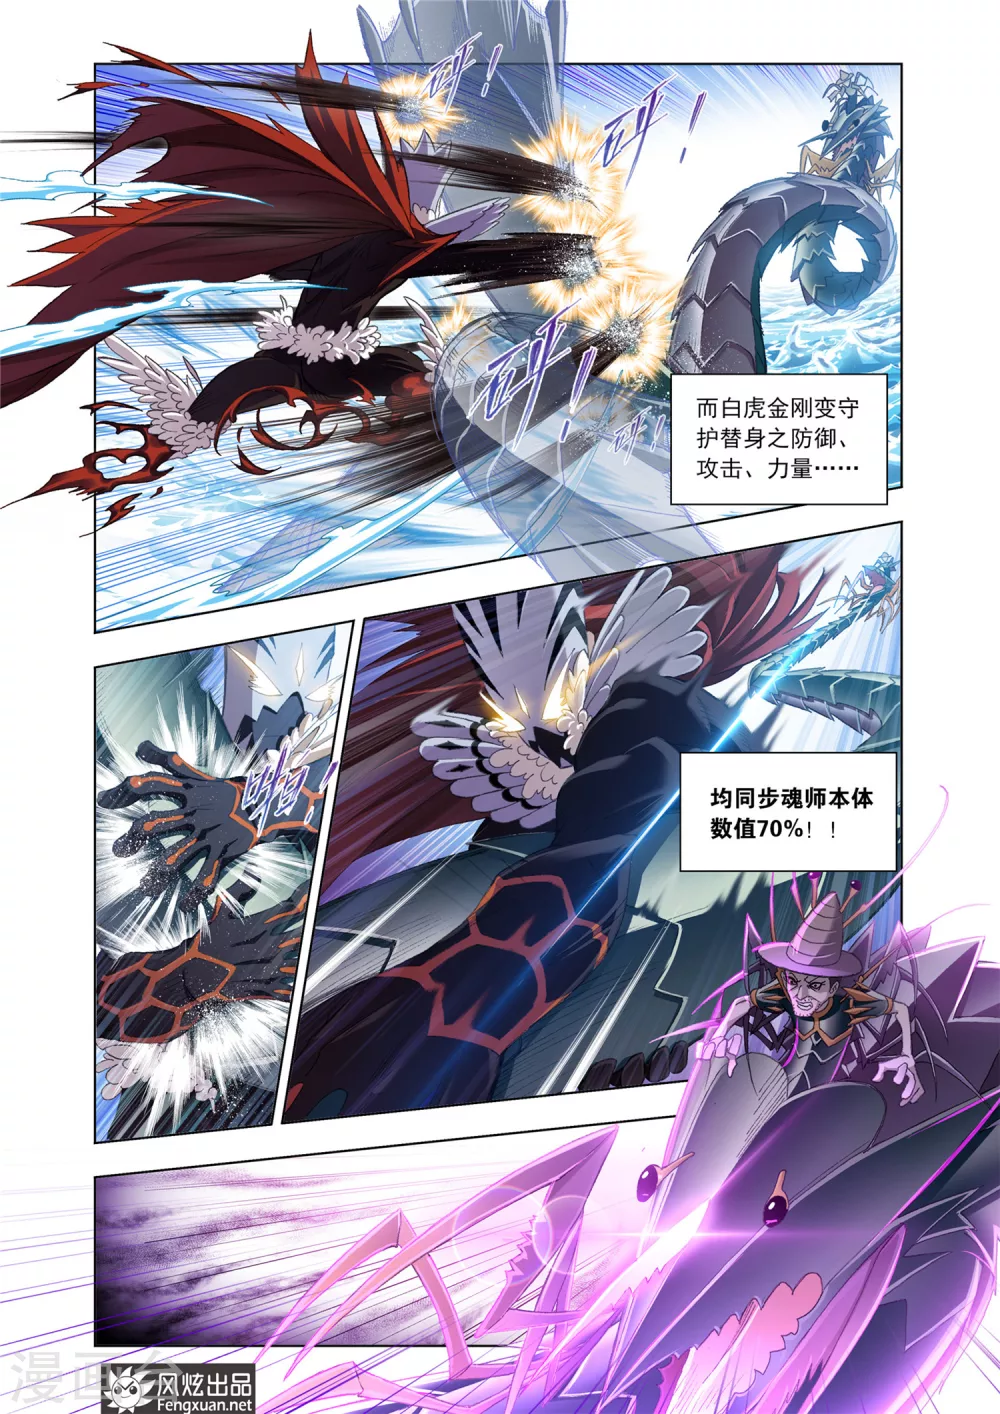 砰！
砰！
砰！
砰！
而白虎金刚变守
护替身之防御、
攻击、力量……
均同步魂师本体
数值70%！！
漫画台
风炫出品
Fengxuan.net